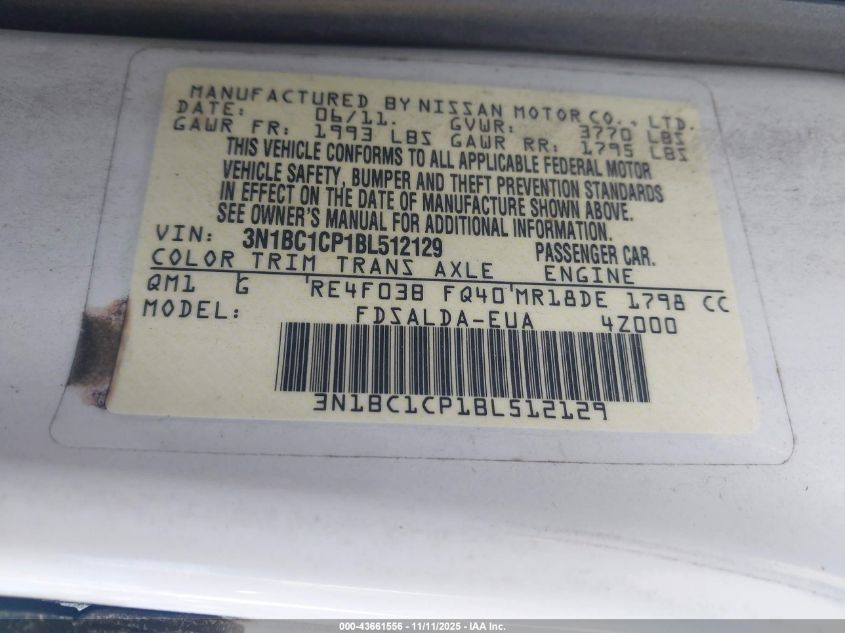 MANUFACTURED BY NISSAN MOTOR CO., LTD.
DATE: 06/11. GVWR: 3770 LBS
GAWR FR: 1993 LBS GAWR RR: 1795 LBS
THIS VEHICLE CONFORMS TO ALL APPLICABLE FEDERAL MOTOR
VEHICLE SAFETY, BUMPER AND THEFT PREVENTION STANDARDS
IN EFFECT ON THE DATE OF MANUFACTURE SHOWN ABOVE.
SEE OWNER'S MANUAL FOR ADDITIONAL INFORMATION.
VIN: 3N1BC1CP1BL512129 PASSENGER CAR.
COLOR TRIM TRANS AXLE ENGINE
QM1 G RE4F03B FQ40 MR18DE 1798 CC
MODEL: FDSALDA-EUA 4Z000
3N1BC1CP1BL512129
000-43661556 - 11/11/2025 - IAA Inc.